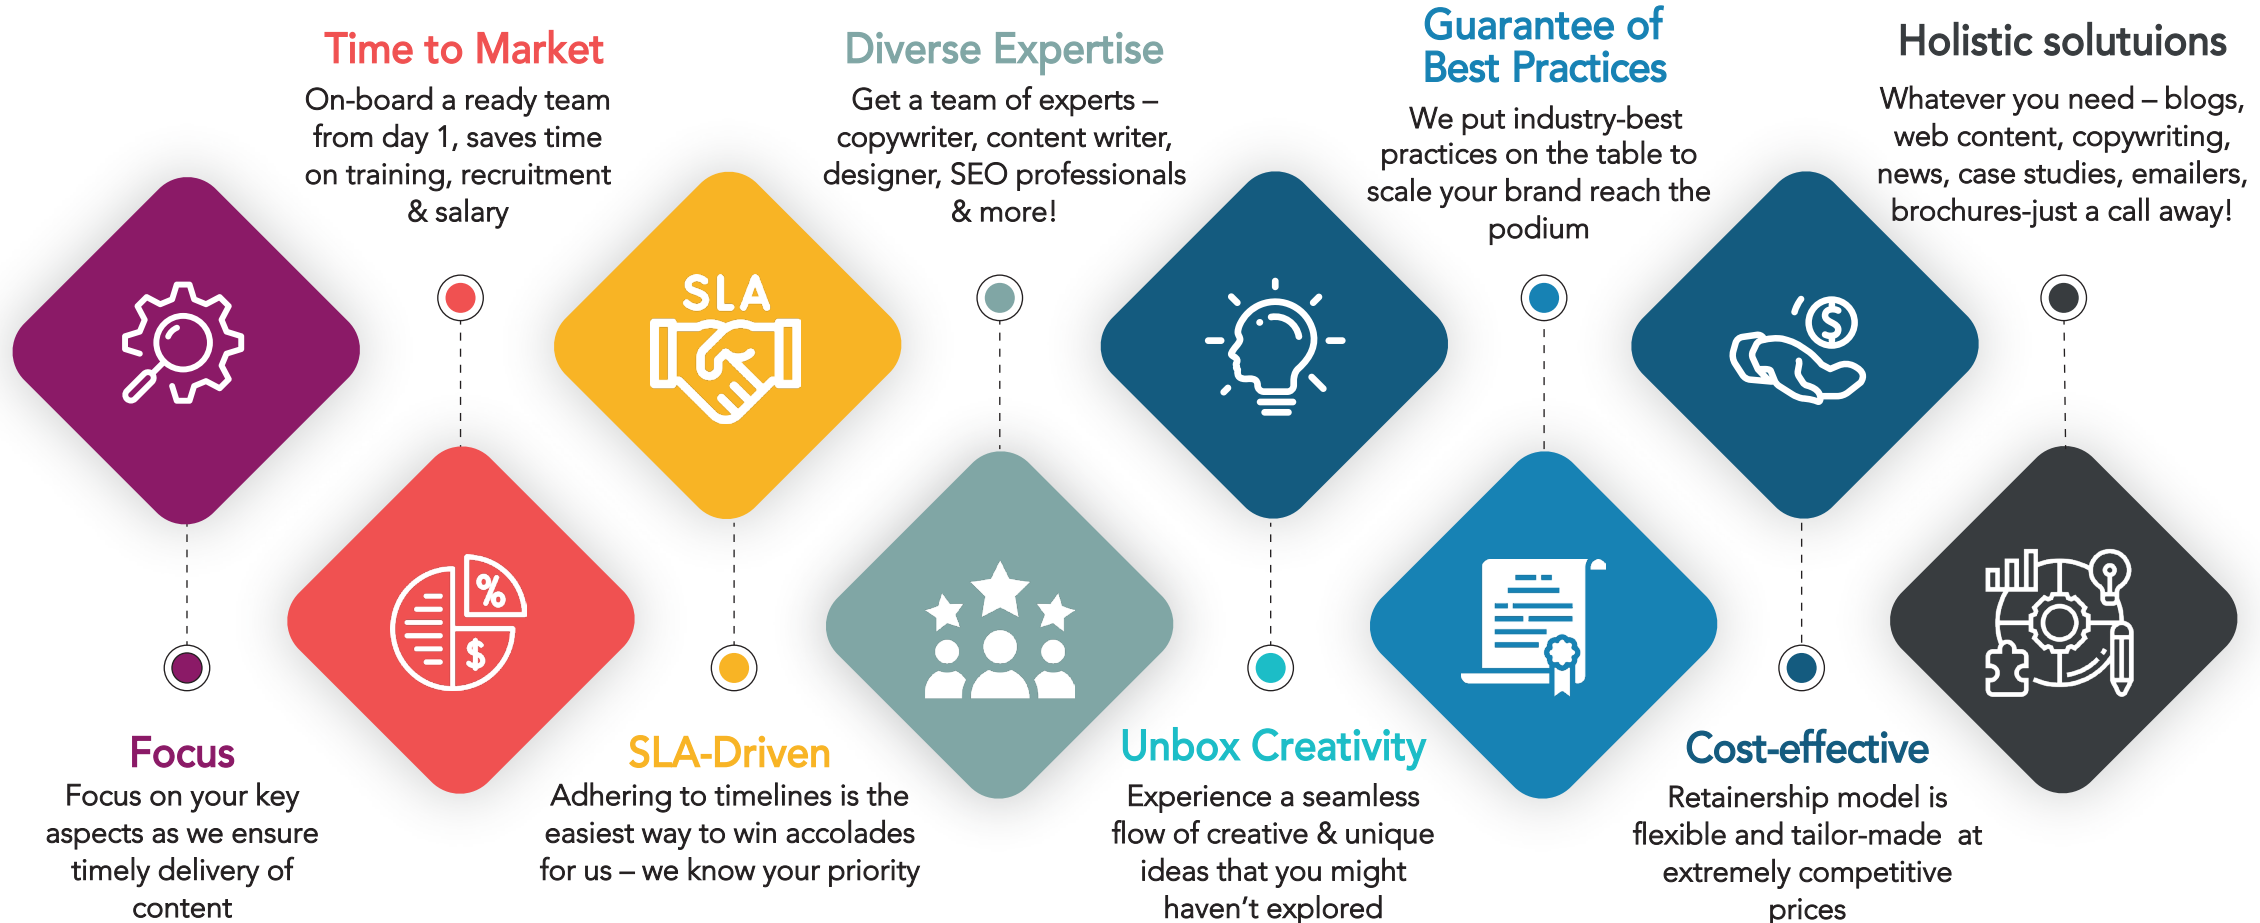 Time to Market
On-board a ready team
from day 1, saves time
on training, recruitment
& salary
Diverse Expertise
Get a team of experts –
copywriter, content writer,
designer, SEO professionals
& more!
Guarantee of
Best Practices
We put industry-best
practices on the table to
scale your brand reach the
podium
Holistic solutuions
Whatever you need – blogs,
web content, copywriting,
news, case studies, emailers,
brochures-just a call away!
SLA
$
%
$
Focus
Focus on your key
aspects as we ensure
timely delivery of
content
SLA-Driven
Adhering to timelines is the
easiest way to win accolades
for us – we know your priority
Unbox Creativity
Experience a seamless
flow of creative & unique
ideas that you might
haven’t explored
Cost-effective
Retainership model is
flexible and tailor-made at
extremely competitive
prices